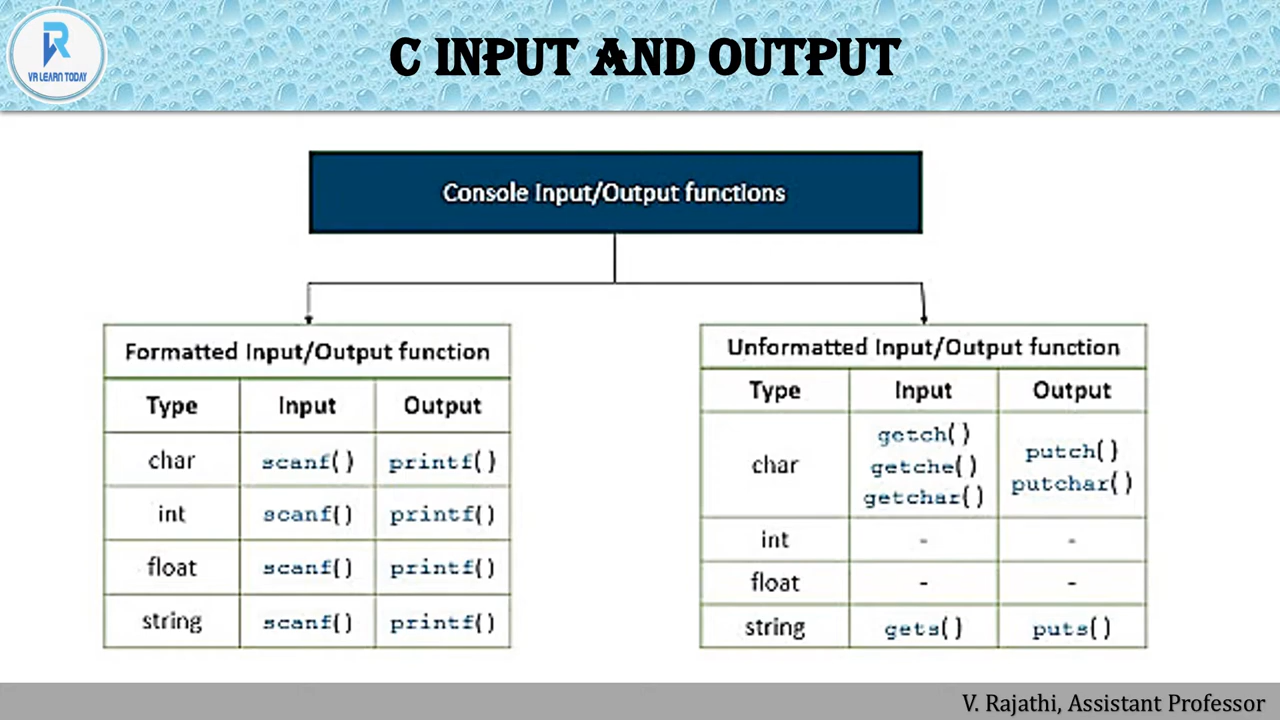 VR LEARN TODAY
C INPUT AND OUTPUT
Console Input/Output functions
Formatted Input/Output function
Type Input Output
char scanf() printf()
int scanf() printf()
float scanf() printf()
string scanf() printf()
Unformatted Input/Output function
Type Input Output
char getch() getche() getchar() putch() putchar()
int - -
float - -
string gets() puts()
V. Rajathi, Assistant Professor